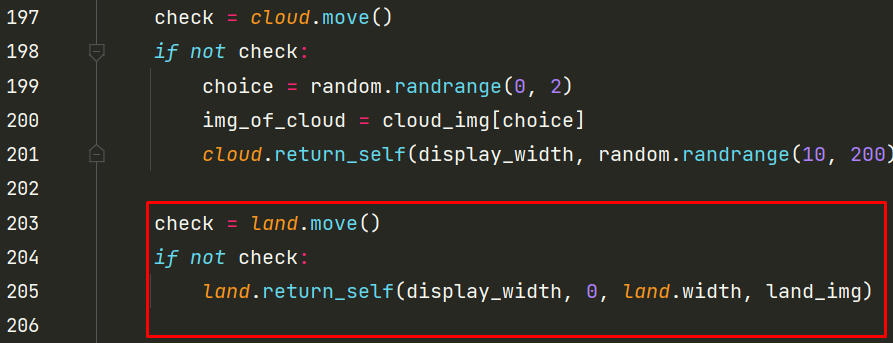 197 check = cloud.move()
198 if not check:
199 choice = random.randrange(0, 2)
200 img_of_cloud = cloud_img[choice]
201 cloud.return_self(display_width, random.randrange(10, 200)
202
203 check = land.move()
204 if not check:
205 land.return_self(display_width, 0, land.width, land_img)
206